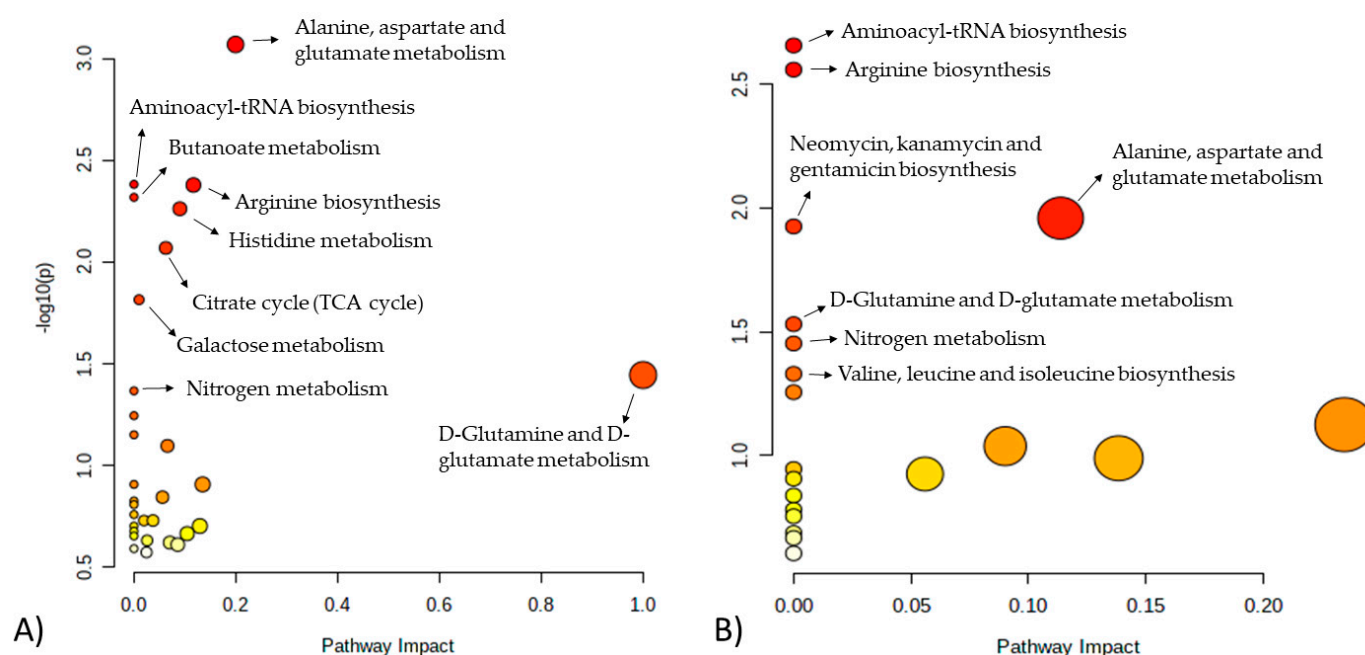 Alanine, aspartate and
glutamate metabolism
Aminoacyl-tRNA biosynthesis
Butanoate metabolism
Arginine biosynthesis
Histidine metabolism
Citrate cycle (TCA cycle)
Galactose metabolism
Nitrogen metabolism
D-Glutamine and D-
glutamate metabolism
-log10(p)
3.0
2.5
2.0
1.5
1.0
0.5
0.0
0.2
0.4
0.6
0.8
1.0
Pathway Impact
A)
Aminoacyl-tRNA biosynthesis
Arginine biosynthesis
Neomycin, kanamycin and
gentamicin biosynthesis
Alanine, aspartate and
glutamate metabolism
D-Glutamine and D-glutamate metabolism
Nitrogen metabolism
Valine, leucine and isoleucine biosynthesis
2.5
2.0
1.5
1.0
0.00
0.05
0.10
0.15
0.20
Pathway Impact
B)